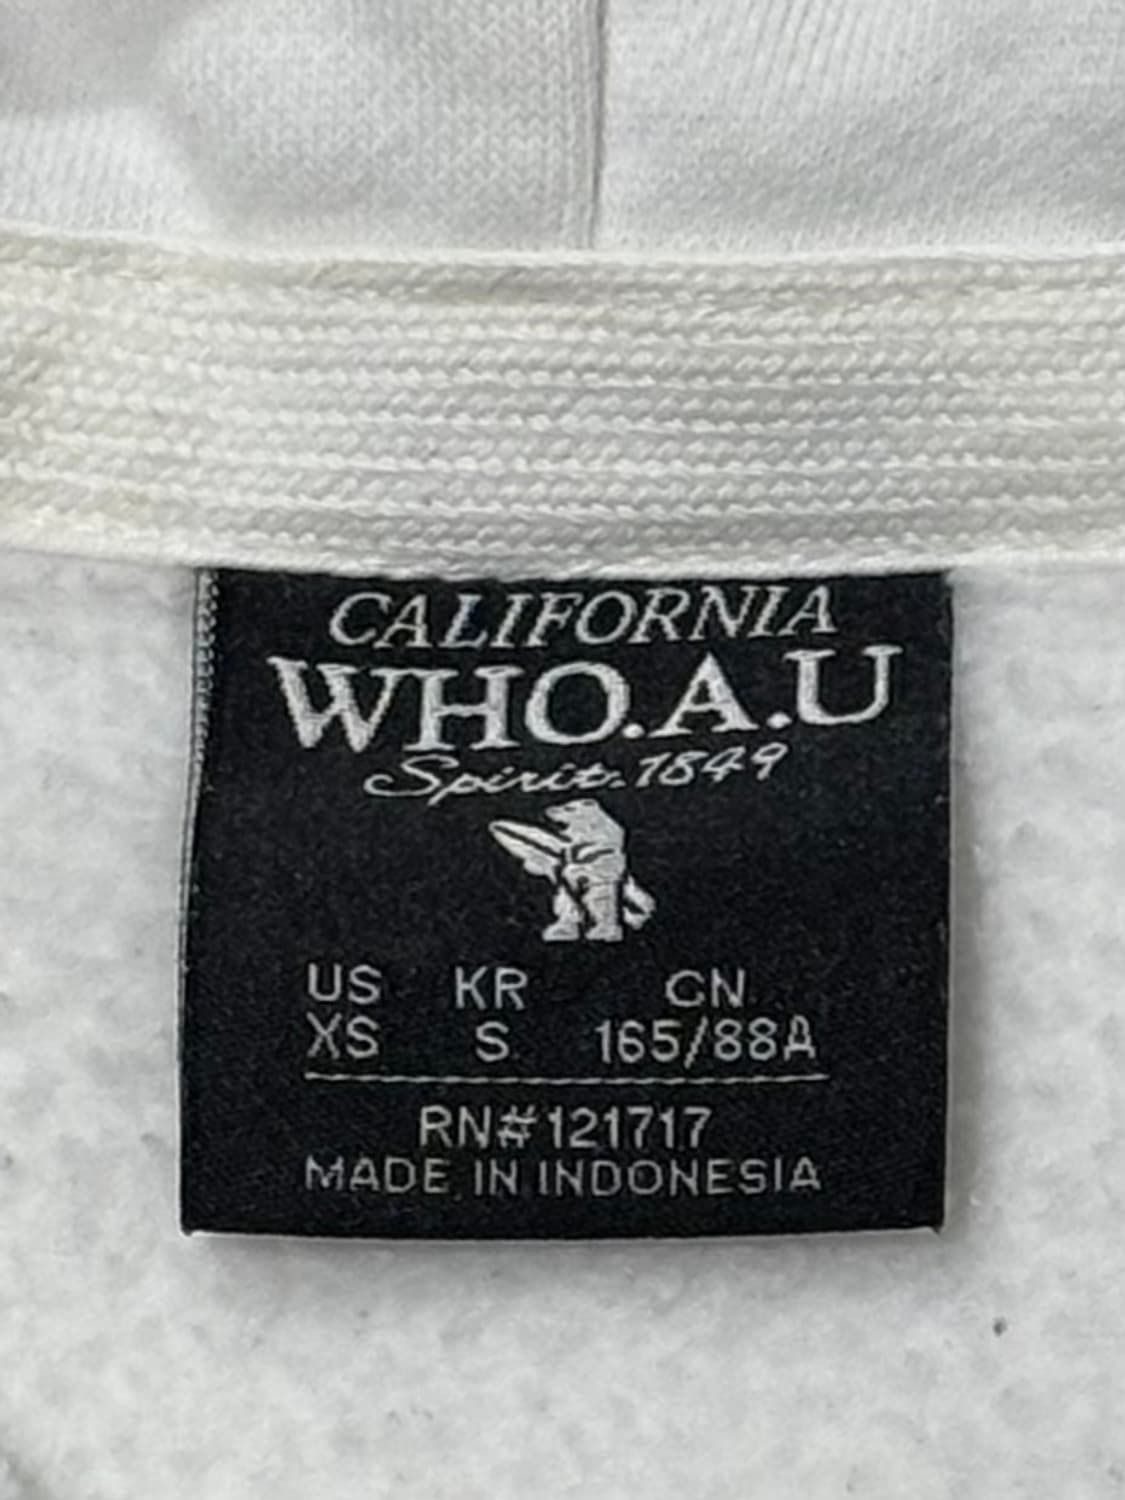 CALIFORNIA
WHO.A.U
Spirit.1849
US KR CN
XS S 165/88A
RN#121717
MADE IN INDONESIA